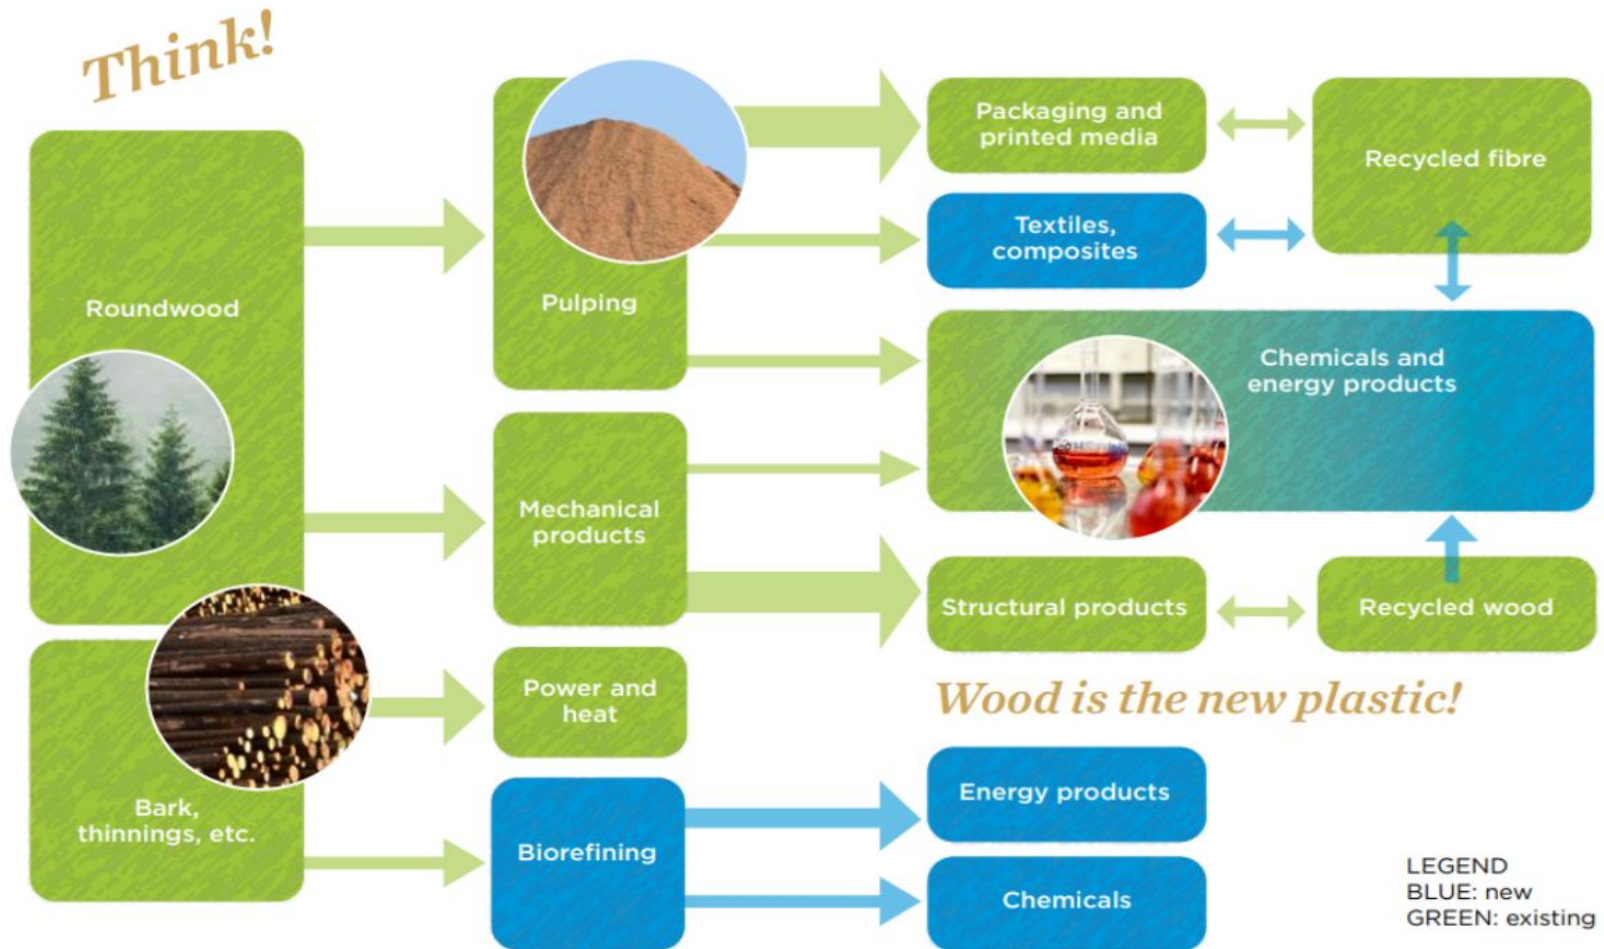 Think!
Roundwood
Bark,
thinnings, etc.
Pulping
Mechanical
products
Power and
heat
Biorefining
Packaging and
printed media
Textiles,
composites
Recycled fibre
Chemicals and
energy products
Structural products
Recycled wood
Wood is the new plastic!
Energy products
Chemicals
LEGEND
BLUE: new
GREEN: existing